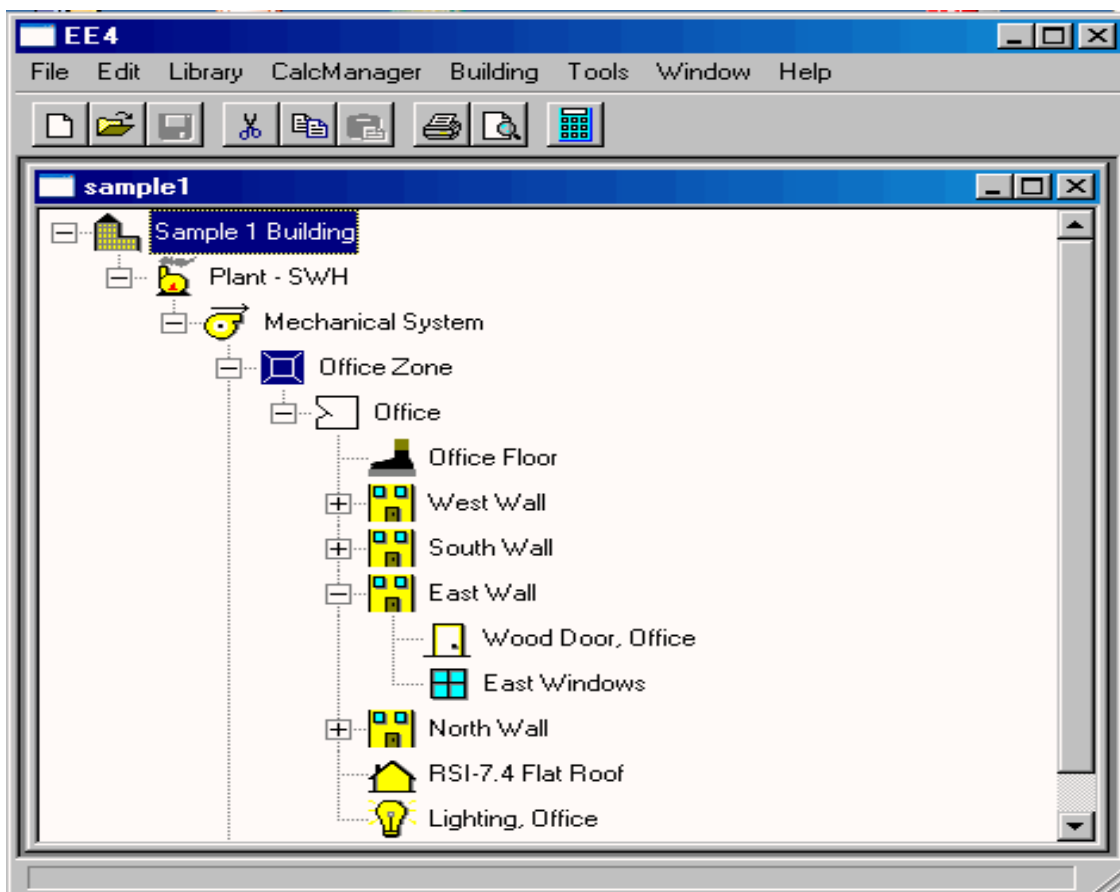 EE4
File Edit Library CalcManager Building Tools Window Help
sample1
Sample 1 Building
Plant - SWH
Mechanical System
Office Zone
Office
Office Floor
West Wall
South Wall
East Wall
Wood Door, Office
East Windows
North Wall
RSI-7.4 Flat Roof
Lighting, Office